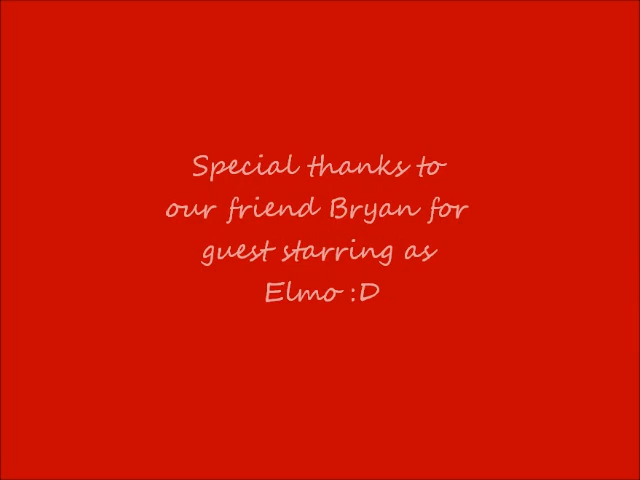 Special thanks to
our friend Bryan for
guest starring as
Elmo :D